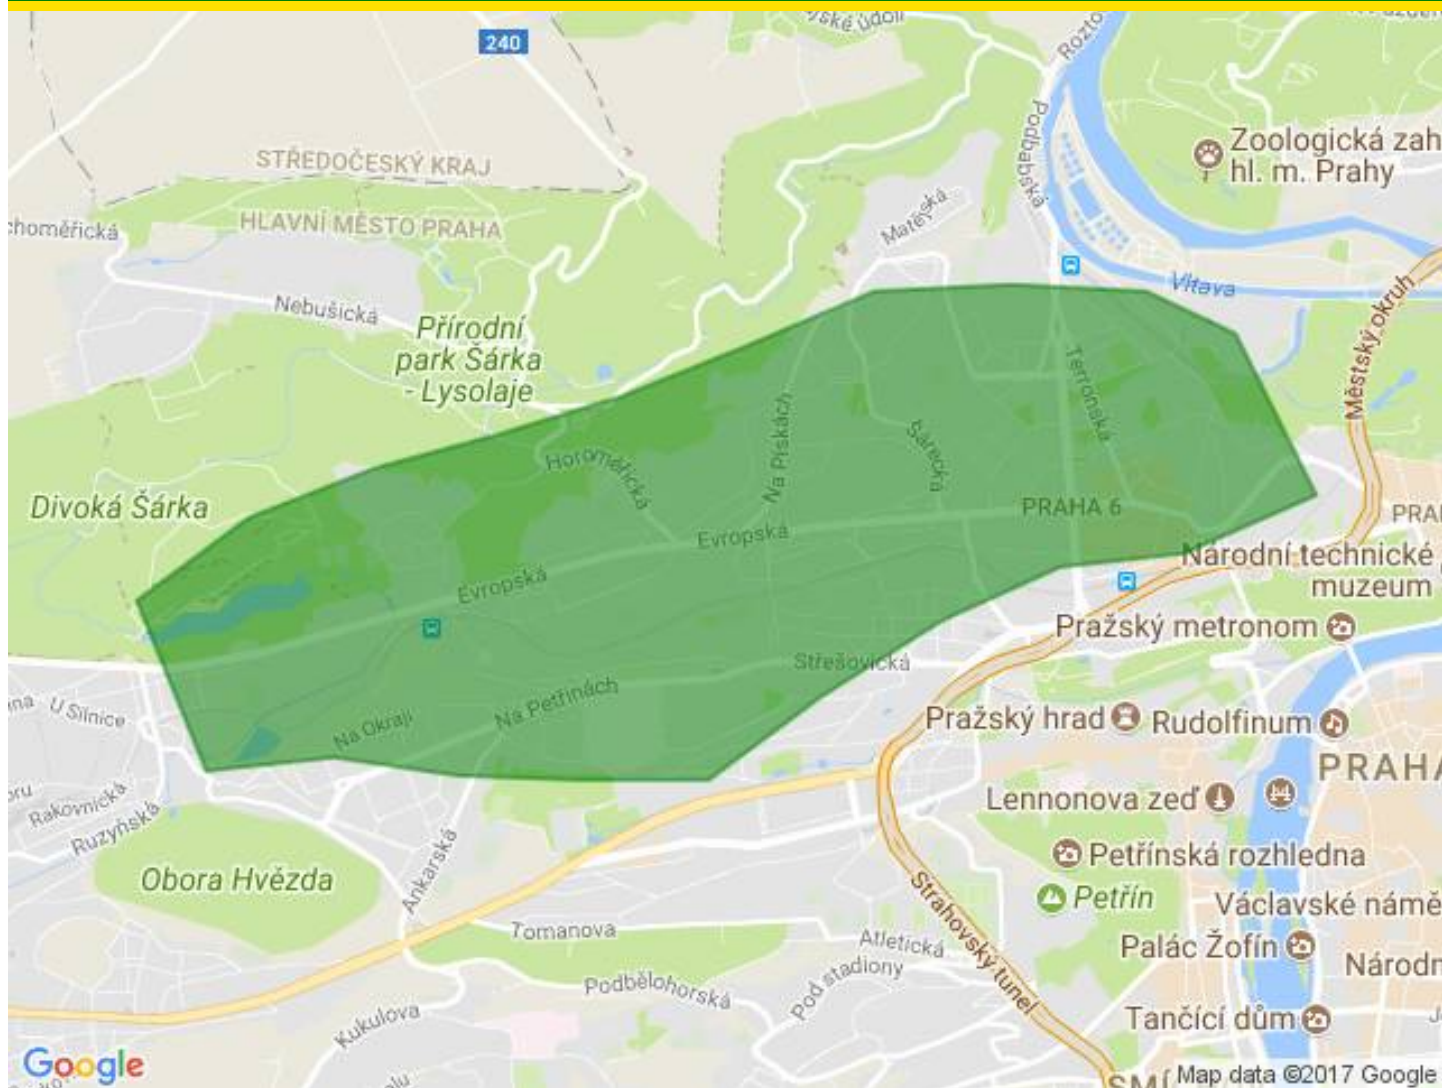 240
Podbabská
Zoologická zah
hl. m. Prahy
STŘEDOČESKÝ KRAJ
Matějská
HLAVNÍ MĚSTO PRAHA
choměřická
Vltava
Nebušická
Městský okruh
Přírodní
park Šárka
- Lysolaje
Terronská
Na Pískách
Šárecká
Horoměřická
Divoká Šárka
PRAHA 6
PRAI
Evropská
Národní technické
muzeum
Evropská
Pražský metronom
Střešovická
Na Petřinách
U Silnice
Na Okraji
Pražský hrad
Rudolfinum
PRAHA
Rakovnická
Lennonova zeď
Ruzyňská
Petřínská rozhledna
Obora Hvězda
Ankarská
Petřín
Václavské námě
Strahovský tunel
Tomanova
Atletická
Palác Žofín
Národn
Pod stadiony
Podbělohorská
Kukulova
Tančící dům
Google
SMÍ
Map data ©2017 Google